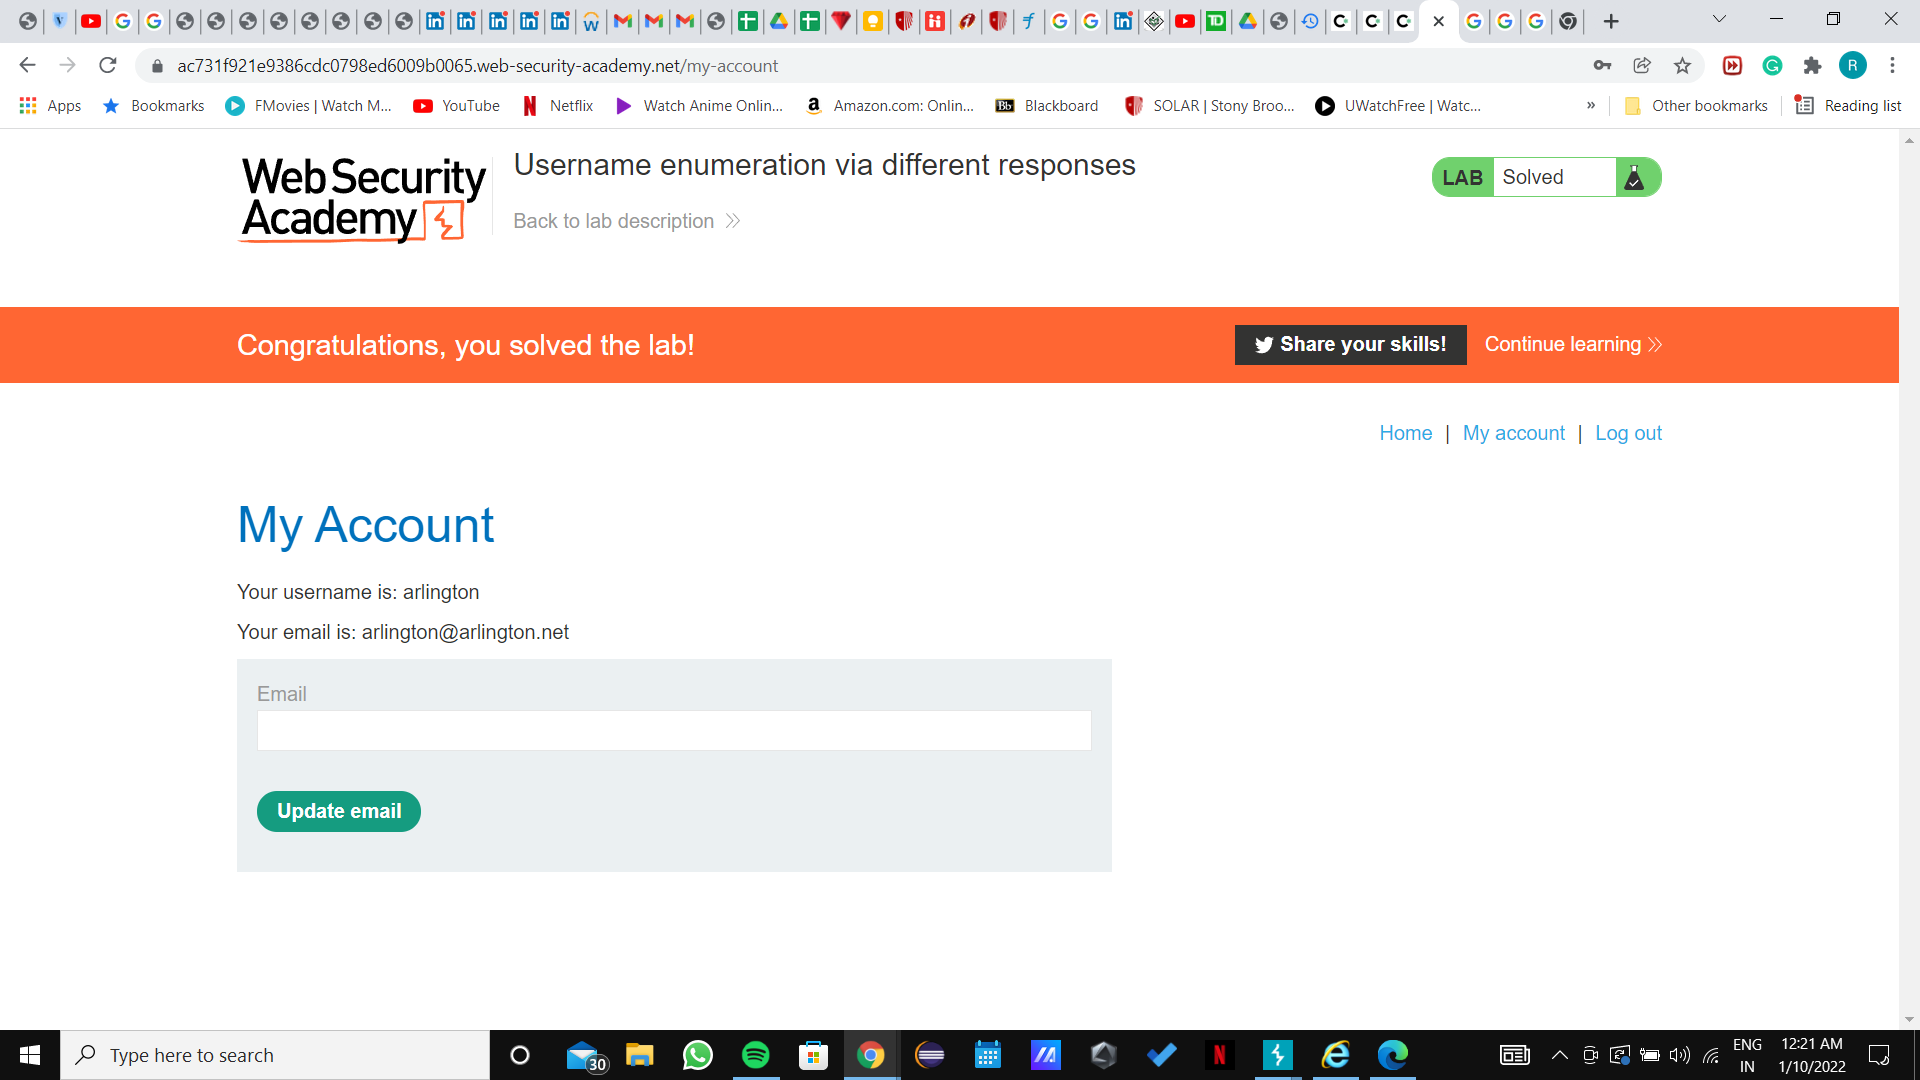 ac731f921e9386cdc0798ed6009b0065.web-security-academy.net/my-account
R
Apps
Bookmarks
FMovies | Watch M...
YouTube
Netflix
Watch Anime Onlin...
Amazon.com: Onlin...
Bb
Blackboard
SOLAR | Stony Broo...
UWatchFree | Watc...
»
Other bookmarks
Reading list
Web Security
Academy
Username enumeration via different responses
Back to lab description
LAB
Solved
Congratulations, you solved the lab!
Share your skills!
Continue learning
Home | My account | Log out
My Account
Your username is: arlington
Your email is: arlington@arlington.net
Email
Update email
Type here to search
30
ENG
IN
12:21 AM
1/10/2022